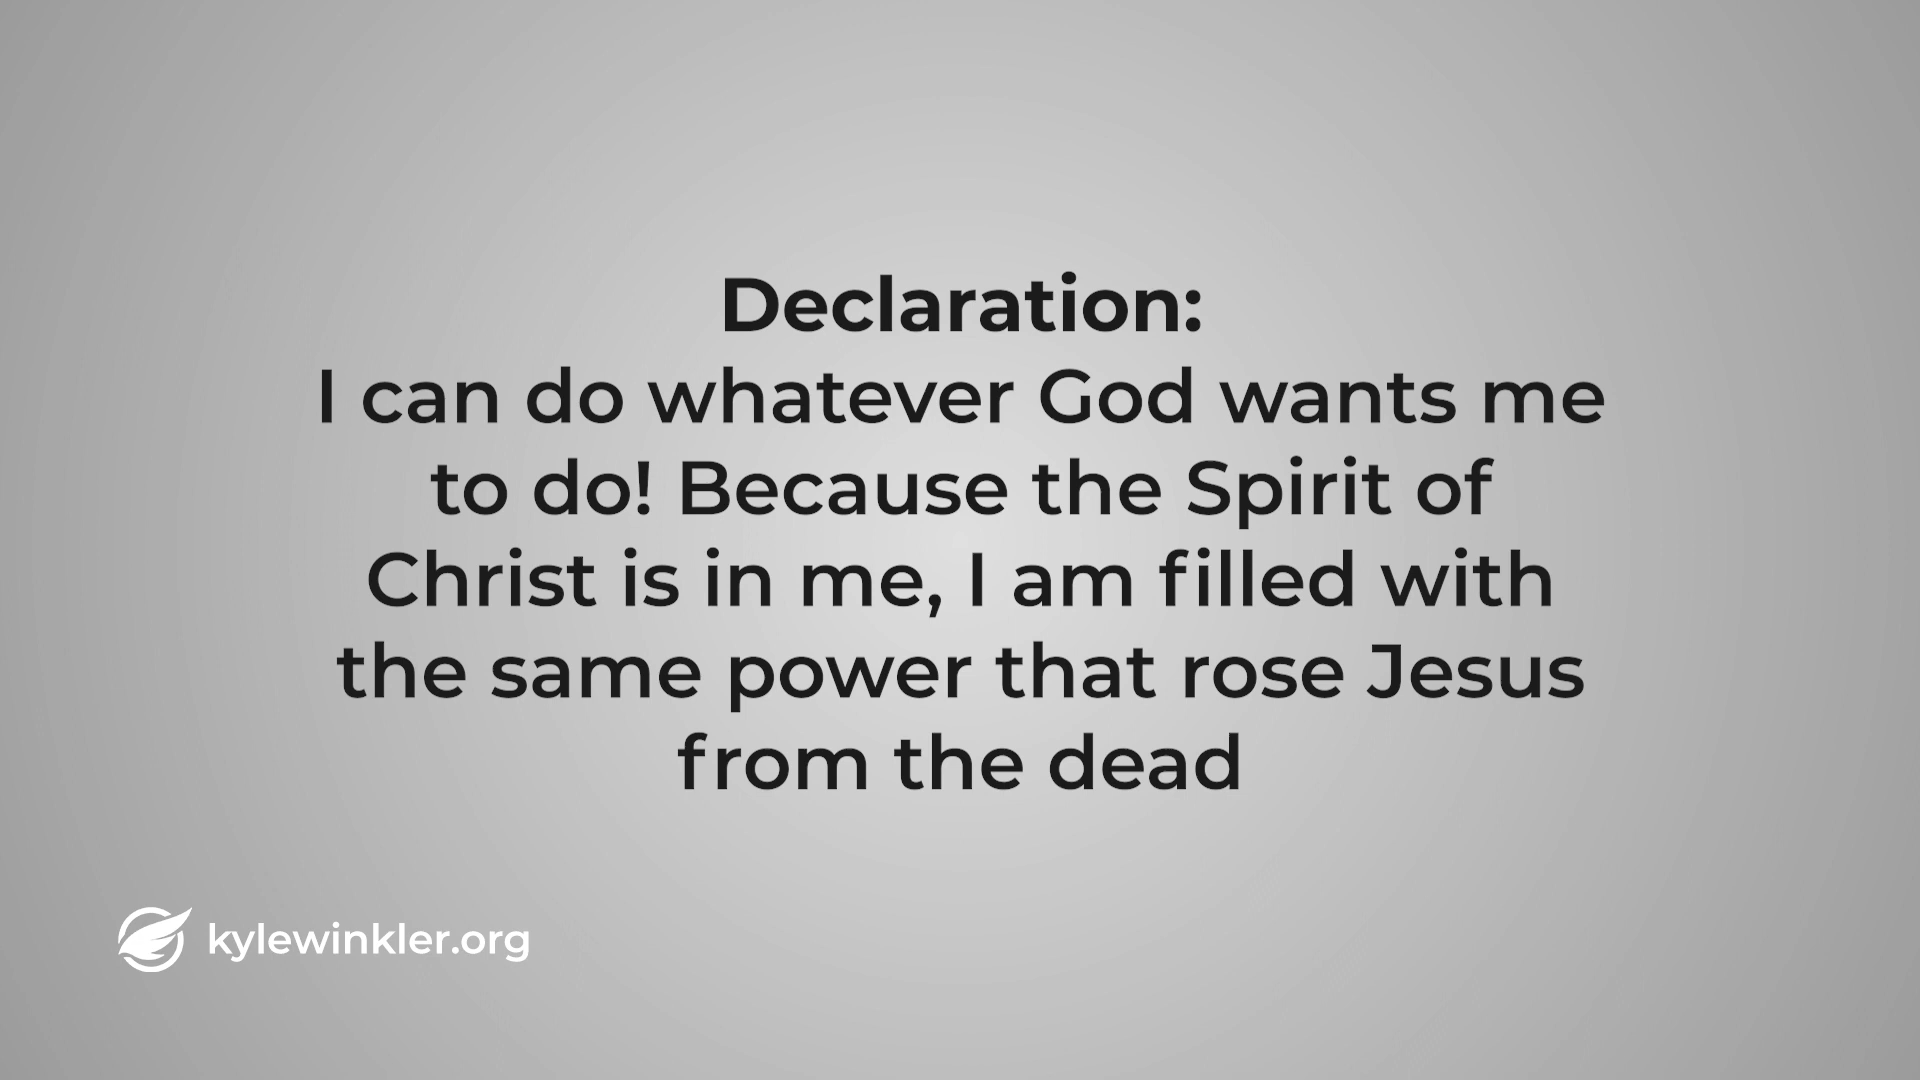 Declaration:
I can do whatever God wants me
to do! Because the Spirit of
Christ is in me, I am filled with
the same power that rose Jesus
from the dead
kylewinkler.org